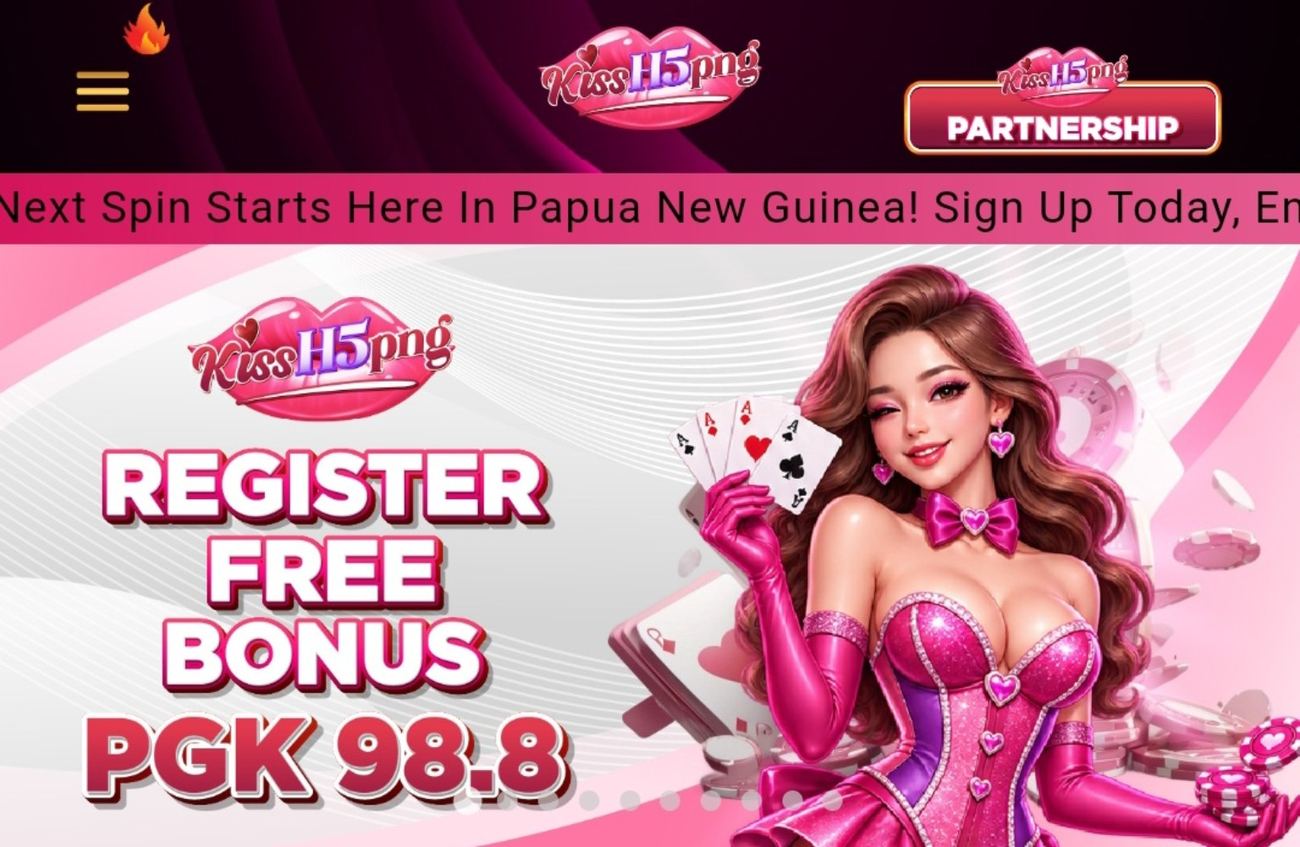 KissH5png
KissH5png
PARTNERSHIP
Next Spin Starts Here In Papua New Guinea! Sign Up Today, En
KissH5png
REGISTER
FREE
BONUS
PGK 98.8
A
A
A
A